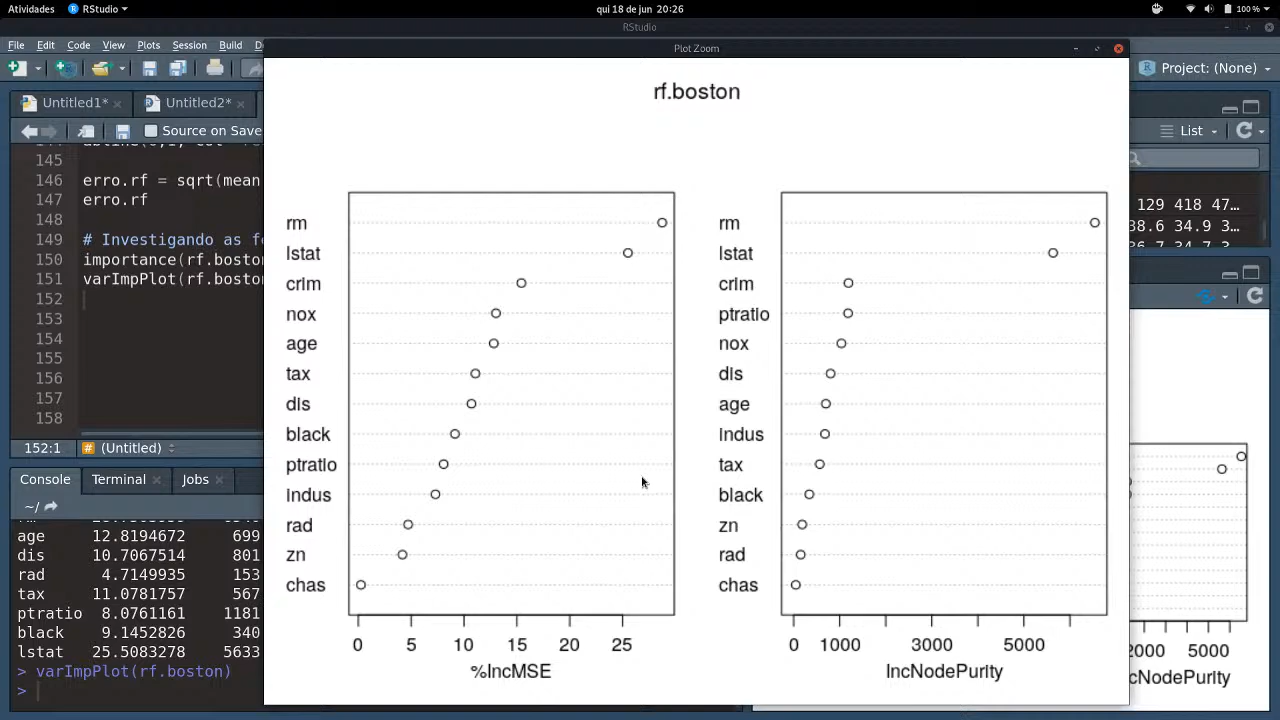 Atividades RStudio qui 18 de jun 20:26 100 %
RStudio
File Edit Code View Plots Session Build
Plot Zoom
Project: (None)
Untitled1* Untitled2*
Source on Save
List
145
146 erro.rf = sqrt(mean
147 erro.rf
148
149 # Investigando as
150 importance(rf.boston
151 varImpPlot(rf.boston
152
153
154
155
156
157
158
152:1 (Untitled)
Console Terminal Jobs
~/
age 12.8194672 699
dis 10.7067514 801
rad 4.7149935 153
tax 11.0781757 567
ptratio 8.0761161 1181
black 9.1452826 340
lstat 25.5083278 5633
> varImpPlot(rf.boston)
>
rf.boston
rm
lstat
crim
nox
age
tax
dis
black
ptratio
indus
rad
zn
chas
0 5 10 15 20 25
%IncMSE
rm
lstat
crim
ptratio
nox
dis
age
indus
tax
black
zn
rad
chas
0 1000 3000 5000
IncNodePurity
129 418 47…
38.6 34.9 3…
2000 5000
cNodePurity